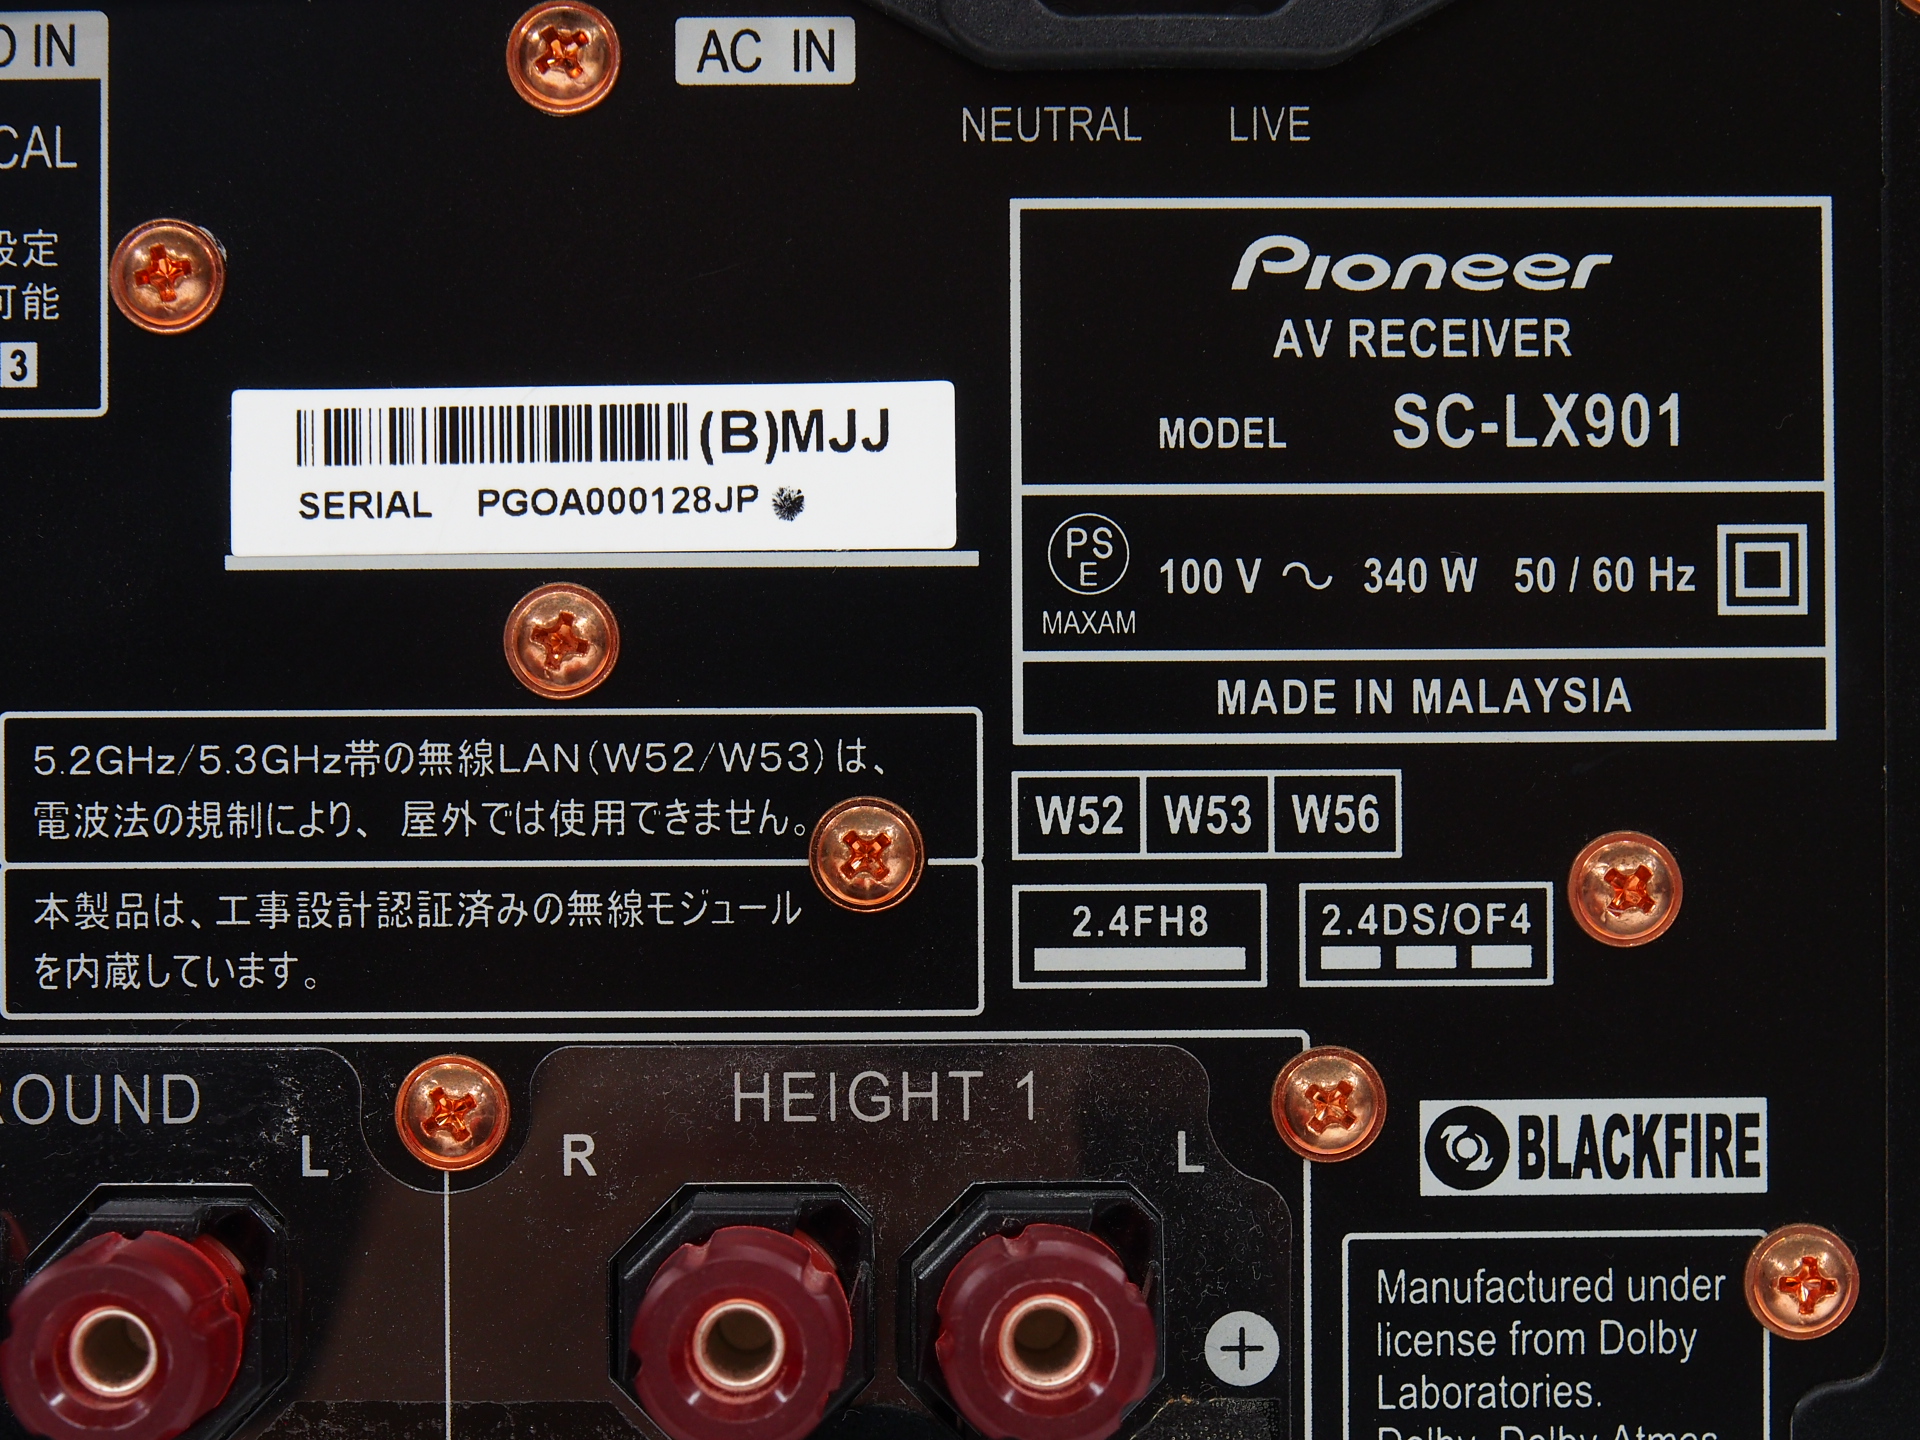 IN
AC IN
NEUTRAL LIVE
設定
可能
3
Pioneer
AV RECEIVER
MODEL SC-LX901
(B)MJJ
SERIAL PGOA000128JP
PS
E
MAXAM
100 V ～ 340 W 50 / 60 Hz
MADE IN MALAYSIA
5.2GHz/5.3GHz帯の無線LAN(W52/W53)は、
電波法の規制により、屋外では使用できません。
本製品は、工事設計認証済みの無線モジュール
を内蔵しています。
W52 W53 W56
2.4FH8 2.4DS/OF4
L
HEIGHT 1
R L
+
BLACKFIRE
Manufactured under
license from Dolby
Laboratories.
Dolby, Dolby Atmos